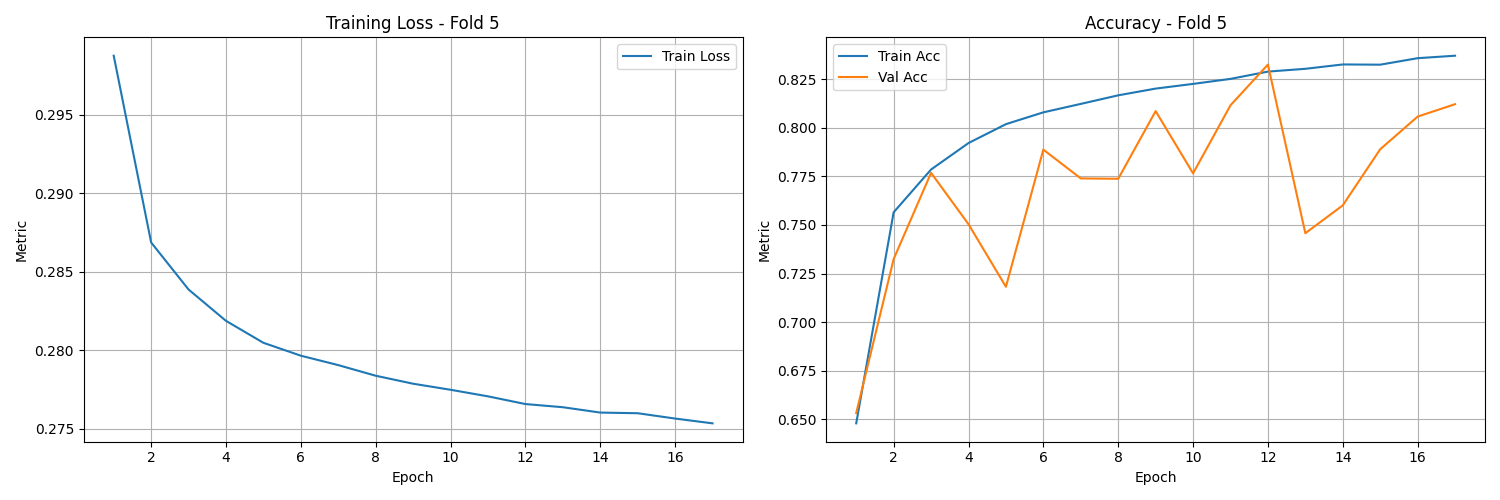 Training Loss - Fold 5
Train Loss
0.295
0.290
0.285
0.280
0.275
Metric
2 4 6 8 10 12 14 16
Epoch
Accuracy - Fold 5
Train Acc
Val Acc
0.825
0.800
0.775
0.750
0.725
0.700
0.675
0.650
Metric
2 4 6 8 10 12 14 16
Epoch